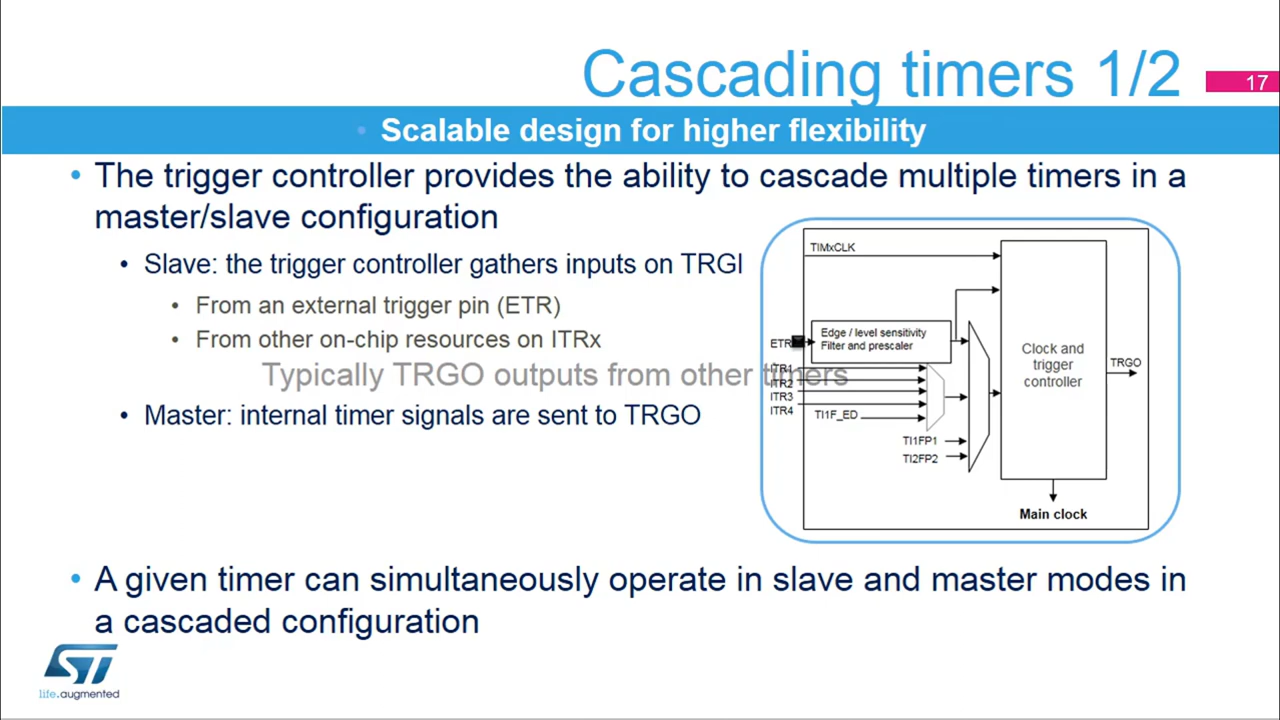 Cascading timers 1/2
17
• Scalable design for higher flexibility
• The trigger controller provides the ability to cascade multiple timers in a
master/slave configuration
• Slave: the trigger controller gathers inputs on TRGI
• From an external trigger pin (ETR)
• From other on-chip resources on ITRx
Typically TRGO outputs from other timers
• Master: internal timer signals are sent to TRGO
TIMxCLK
ETR
Edge / level sensitivity
Filter and prescaler
ITR1
ITR2
ITR3
ITR4
TI1F_ED
TI1FP1
TI2FP2
Clock and
trigger
controller
TRGO
Main clock
• A given timer can simultaneously operate in slave and master modes in
a cascaded configuration
ST
life.augmented